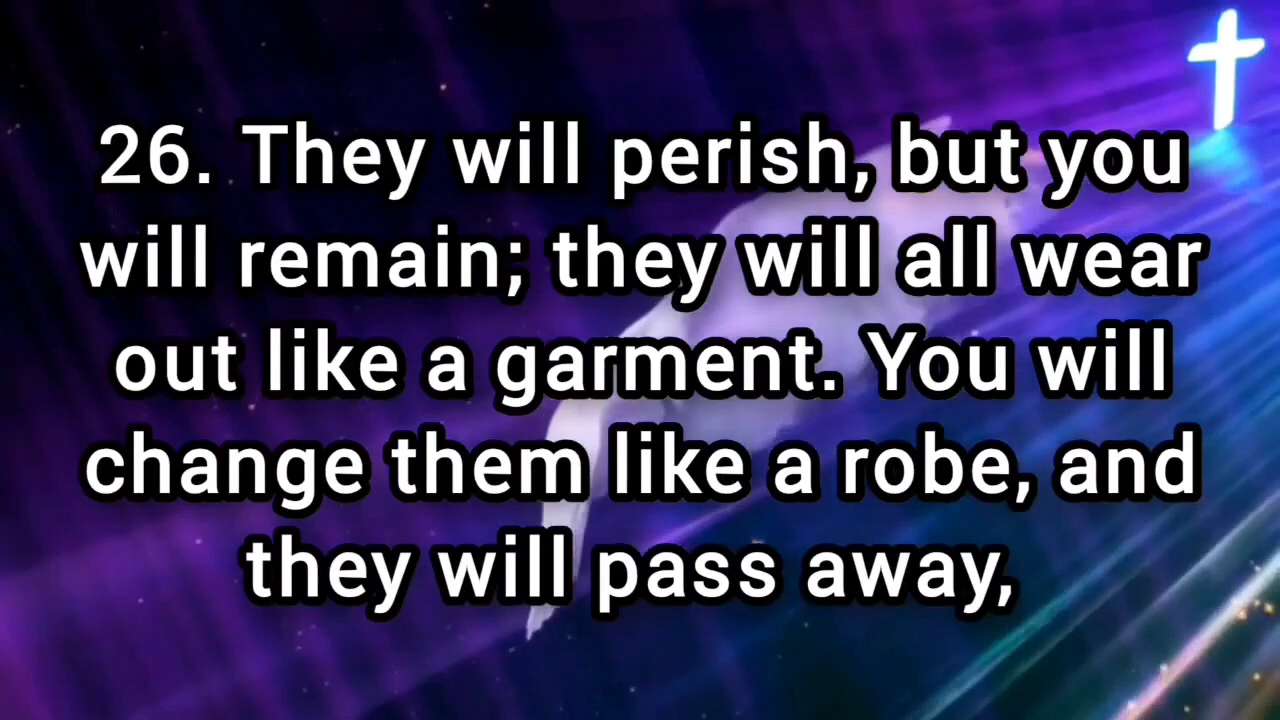 26. They will perish, but you
will remain; they will all wear
out like a garment. You will
change them like a robe, and
they will pass away,